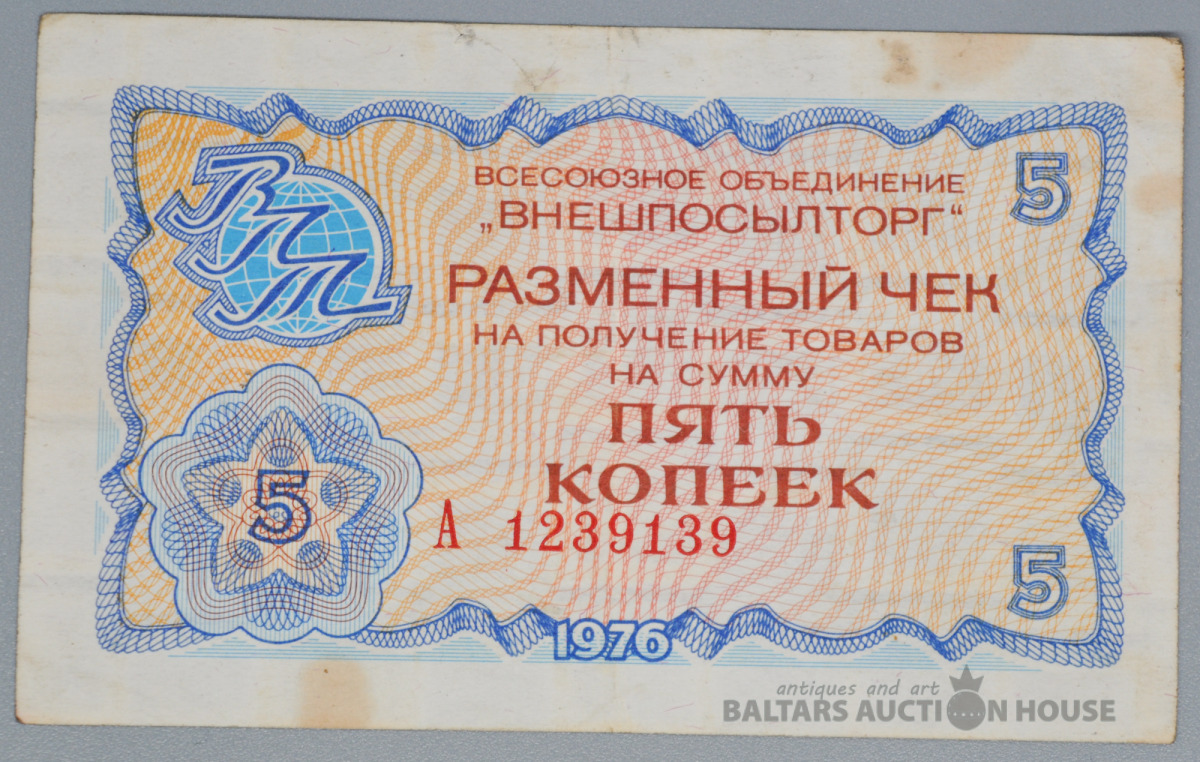 ВПТ
ВСЕСОЮЗНОЕ ОБЪЕДИНЕНИЕ
„ВНЕШПОСЫЛТОРГ“
5
РАЗМЕННЫЙ ЧЕК
НА ПОЛУЧЕНИЕ ТОВАРОВ
НА СУММУ
ПЯТЬ
КОПЕЕК
5
А 1239139
5
1976
antiques and art
BALTARS AUCTION HOUSE